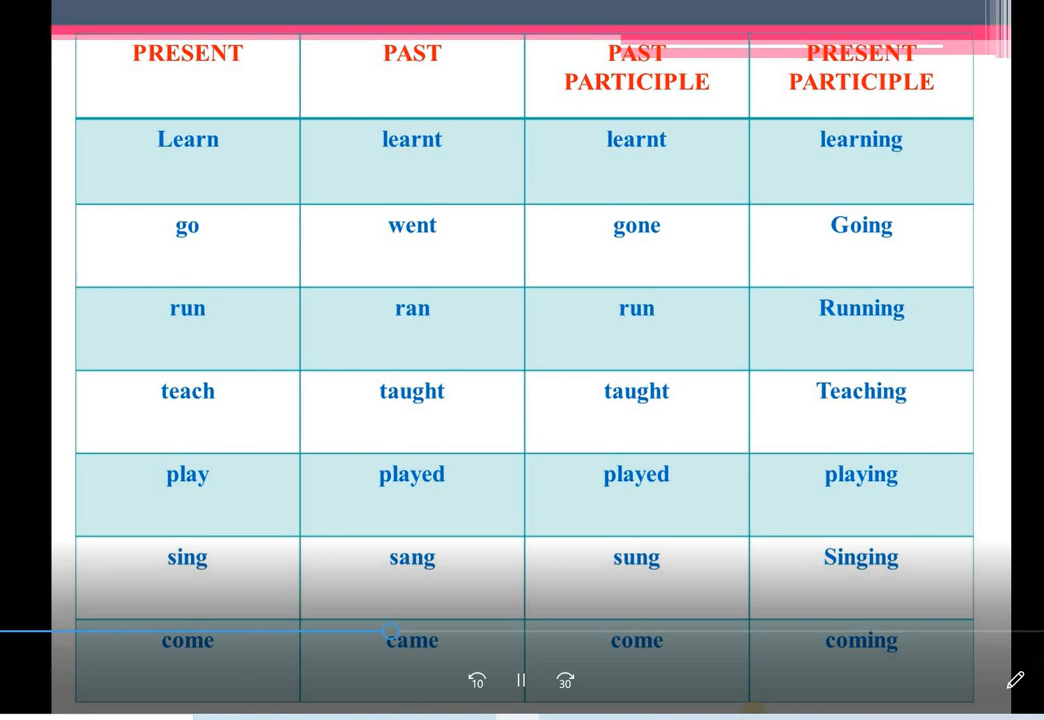 PRESENT PAST PAST PARTICIPLE PRESENT PARTICIPLE
Learn learnt learnt learning
go went gone Going
run ran run Running
teach taught taught Teaching
play played played playing
sing sang sung Singing
come came come coming
10 30